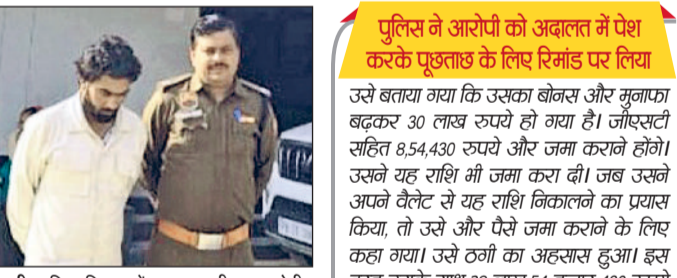 पुलिस ने आरोपी को अदालत में पेश
करके पूछताछ के लिए रिमांड पर लिया
उसे बताया गया कि उसका बोनस और मुनाफा
बढ़कर 30 लाख रुपये हो गया है। जीएसटी
सहित 8,54,430 रुपये और जमा कराने होंगे।
उसने यह राशि भी जमा करा दी। जब उसने
अपने वैलेट से यह राशि निकालने का प्रयास
किया, तो उसे और पैसे जमा कराने के लिए
कहा गया। उसे ठगी का अहसास हुआ। इस